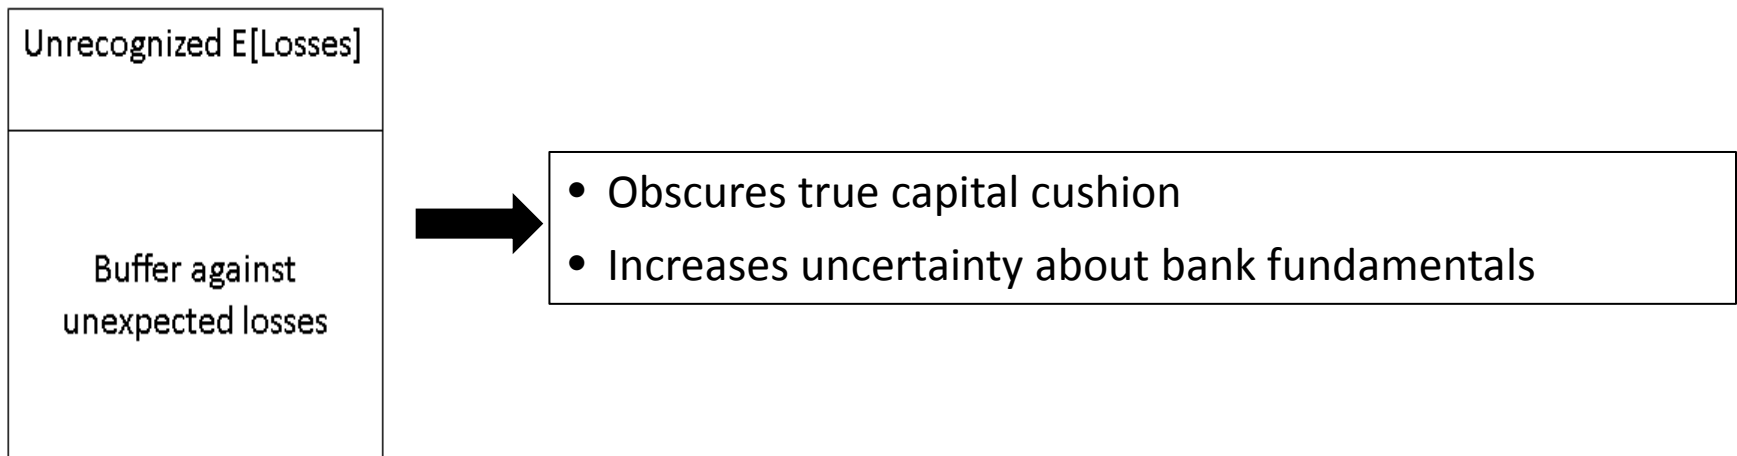 Unrecognized E[Losses]
Buffer against
unexpected losses
• Obscures true capital cushion
• Increases uncertainty about bank fundamentals